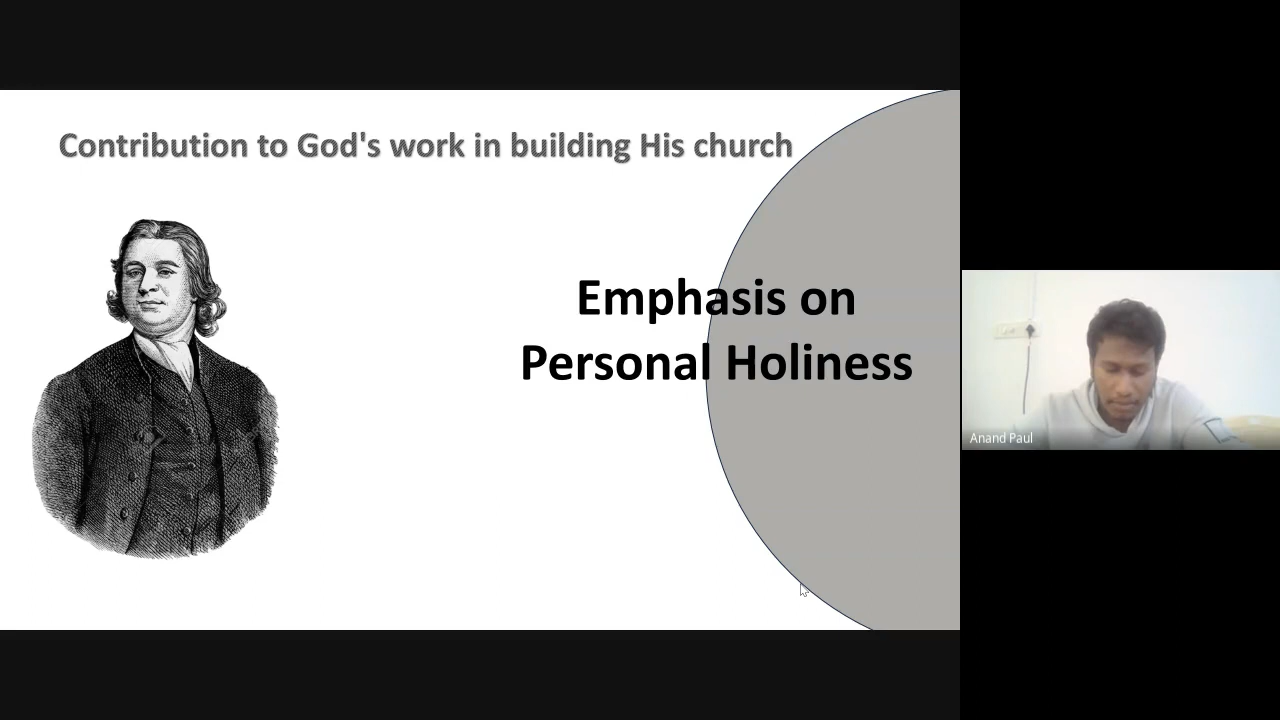 Contribution to God's work in building His church
Emphasis on
Personal Holiness
Anand Paul